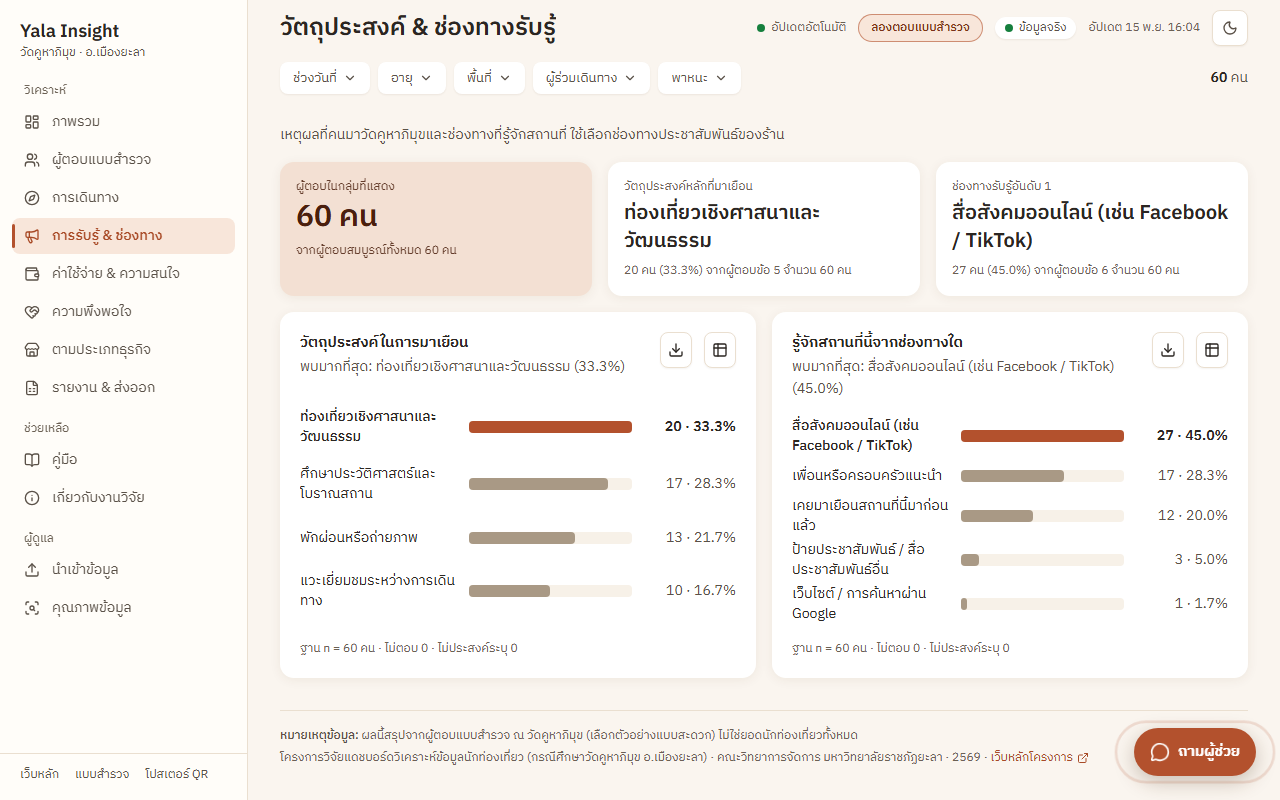 Yala Insight
วัดคูหาภิมุข · อ.เมืองยะลา
วิเคราะห์
ภาพรวม
ผู้ตอบแบบสำรวจ
การเดินทาง
การรับรู้ & ช่องทาง
ค่าใช้จ่าย & ความสนใจ
ความพึงพอใจ
ตามประเภทธุรกิจ
รายงาน & ส่งออก
ช่วยเหลือ
คู่มือ
เกี่ยวกับงานวิจัย
ผู้ดูแล
นำเข้าข้อมูล
คุณภาพข้อมูล
เว็บหลัก แบบสำรวจ โปสเตอร์ QR
วัตถุประสงค์ & ช่องทางรับรู้
อัปเดตอัตโนมัติ ลองตอบแบบสำรวจ ข้อมูลจริง อัปเดต 15 พ.ย. 16:04
ช่วงวันที่ อายุ พื้นที่ ผู้ร่วมเดินทาง พาหนะ 60 คน
เหตุผลที่คนมาวัดคูหาภิมุขและช่องทางที่รู้จักสถานที่ ใช้เลือกช่องทางประชาสัมพันธ์ของร้าน
ผู้ตอบในกลุ่มที่แสดง
60 คน
จากผู้ตอบสมบูรณ์ทั้งหมด 60 คน
วัตถุประสงค์หลักที่มาเยือน
ท่องเที่ยวเชิงศาสนาและ
วัฒนธรรม
20 คน (33.3%) จากผู้ตอบข้อ 5 จำนวน 60 คน
ช่องทางรับรู้อันดับ 1
สื่อสังคมออนไลน์ (เช่น Facebook
/ TikTok)
27 คน (45.0%) จากผู้ตอบข้อ 6 จำนวน 60 คน
วัตถุประสงค์ในการมาเยือน
พบมากที่สุด: ท่องเที่ยวเชิงศาสนาและวัฒนธรรม (33.3%)
ท่องเที่ยวเชิงศาสนาและ
วัฒนธรรม
20 · 33.3%
ศึกษาประวัติศาสตร์และ
โบราณสถาน
17 · 28.3%
พักผ่อนหรือถ่ายภาพ
13 · 21.7%
แวะเยี่ยมชมระหว่างการเดิน
ทาง
10 · 16.7%
ฐาน n = 60 คน · ไม่ตอบ 0 · ไม่ประสงค์ระบุ 0
รู้จักสถานที่นี้จากช่องทางใด
พบมากที่สุด: สื่อสังคมออนไลน์ (เช่น Facebook / TikTok)
(45.0%)
สื่อสังคมออนไลน์ (เช่น
Facebook / TikTok)
27 · 45.0%
เพื่อนหรือครอบครัวแนะนำ
17 · 28.3%
เคยมาเยือนสถานที่นี้มาก่อน
แล้ว
12 · 20.0%
ป้ายประชาสัมพันธ์ / สื่อ
ประชาสัมพันธ์อื่น
3 · 5.0%
เว็บไซต์ / การค้นหาผ่าน
Google
1 · 1.7%
ฐาน n = 60 คน · ไม่ตอบ 0 · ไม่ประสงค์ระบุ 0
หมายเหตุข้อมูล: ผลนี้สรุปจากผู้ตอบแบบสำรวจ ณ วัดคูหาภิมุข (เลือกตัวอย่างแบบสะดวก) ไม่ใช่ยอดนักท่องเที่ยวทั้งหมด
โครงการวิจัยแดชบอร์ดวิเคราะห์ข้อมูลนักท่องเที่ยว (กรณีศึกษาวัดคูหาภิมุข อ.เมืองยะลา) · คณะวิทยาการจัดการ มหาวิทยาลัยราชภัฏยะลา · 2569 · เว็บหลักโครงการ
ถามผู้ช่วย